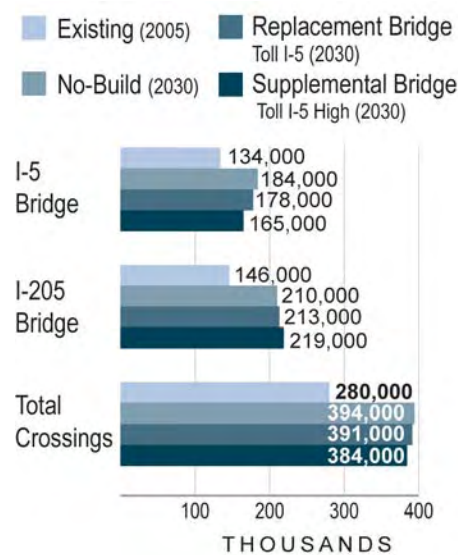 Existing (2005)
No-Build (2030)
Replacement Bridge
Toll I-5 (2030)
Supplemental Bridge
Toll I-5 High (2030)
I-5
Bridge
134,000
184,000
178,000
165,000
I-205
Bridge
146,000
210,000
213,000
219,000
Total
Crossings
280,000
394,000
391,000
384,000
100
200
300
400
THOUSANDS